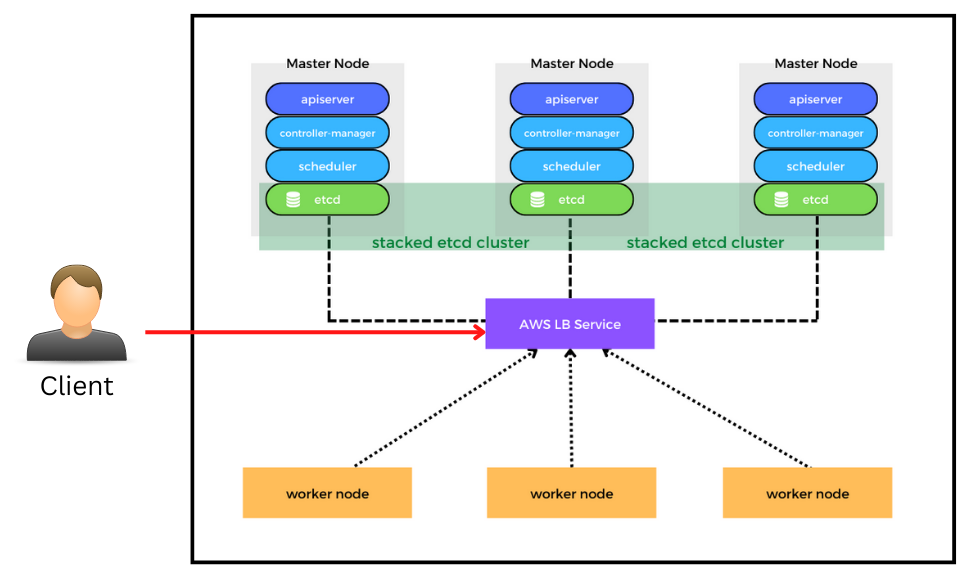 Master Node
Master Node
Master Node
apiserver
apiserver
apiserver
controller-manager
controller-manager
controller-manager
scheduler
scheduler
scheduler
etcd
etcd
etcd
stacked etcd cluster
stacked etcd cluster
AWS LB Service
Client
worker node
worker node
worker node